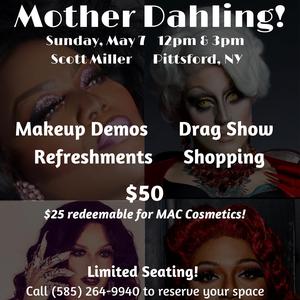 Mother Dahling!
Sunday, May 7 12pm & 3pm
Scott Miller Pittsford, NY
Makeup Demos Drag Show
Refreshments Shopping
$50
$25 redeemable for MAC Cosmetics!
Limited Seating!
Call (585) 264-9940 to reserve your space